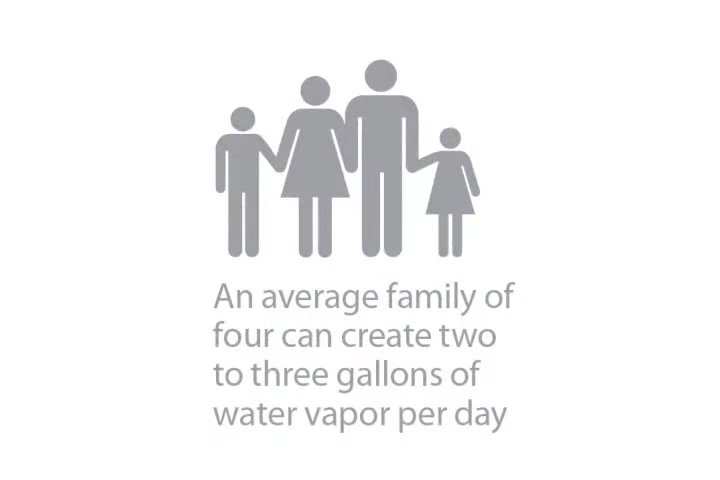 An average family of
four can create two
to three gallons of
water vapor per day